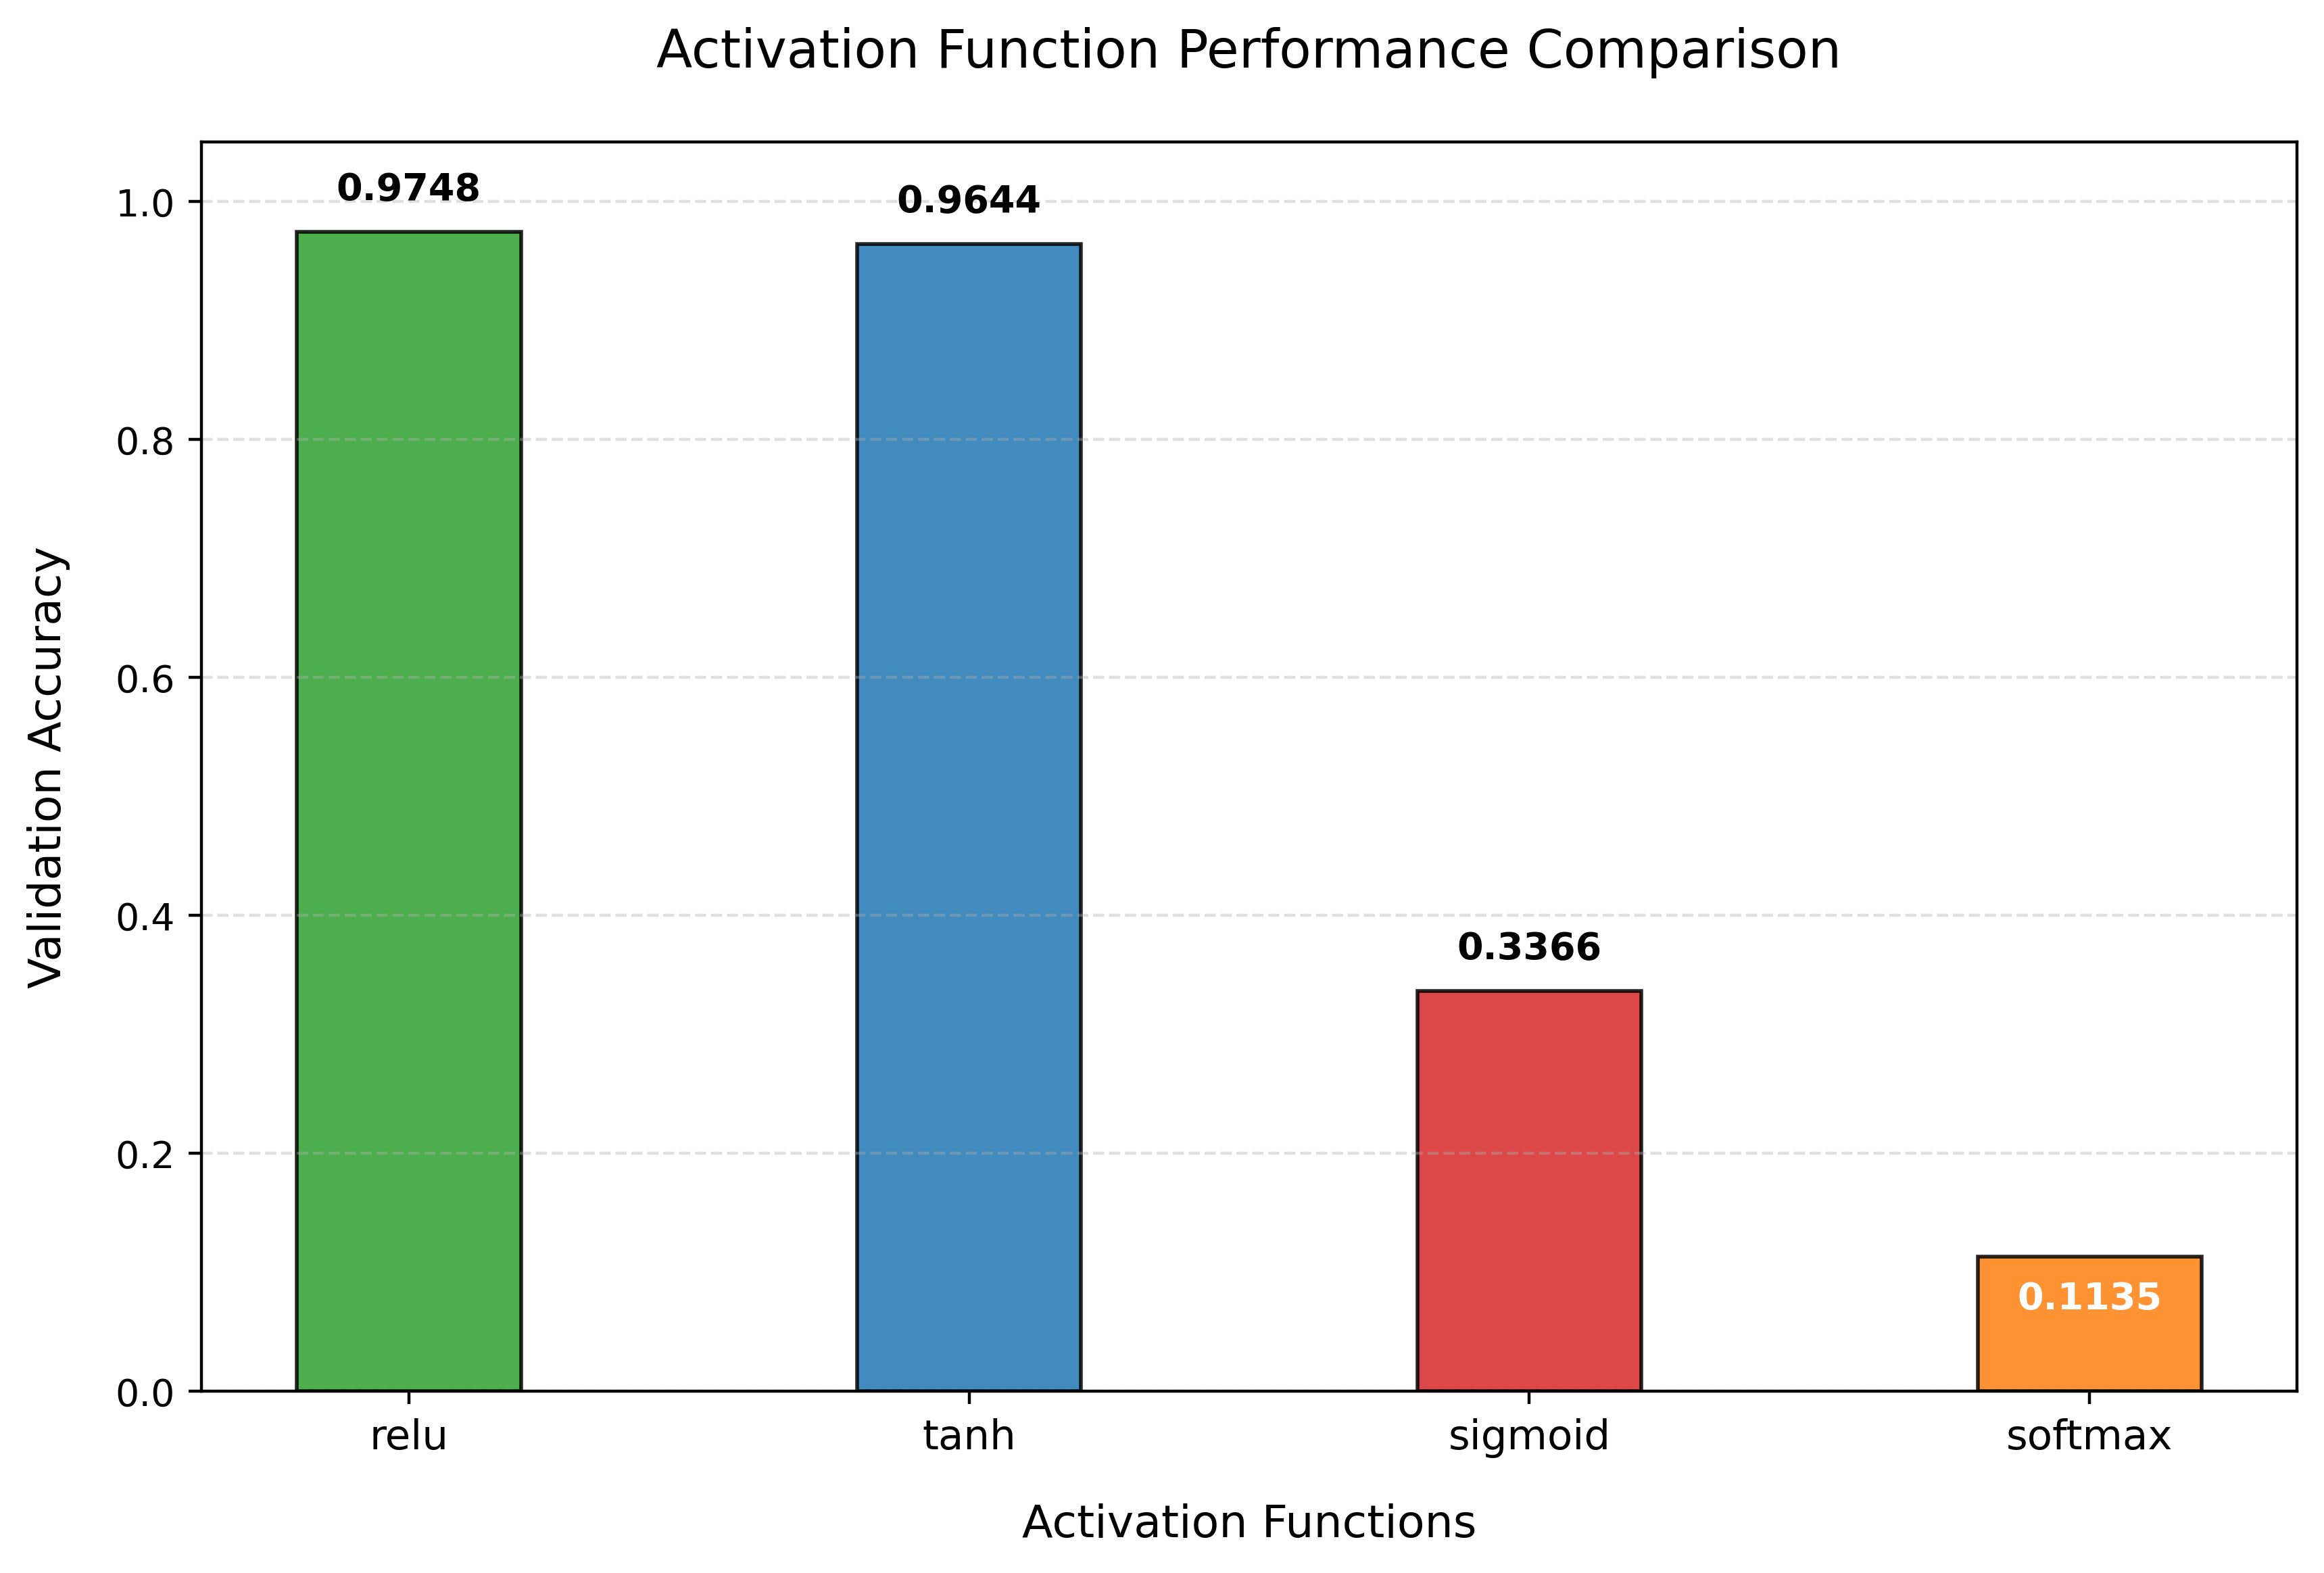 Activation Function Performance Comparison
Validation Accuracy
1.0
0.8
0.6
0.4
0.2
0.0
0.9748
0.9644
0.3366
0.1135
relu
tanh
sigmoid
softmax
Activation Functions